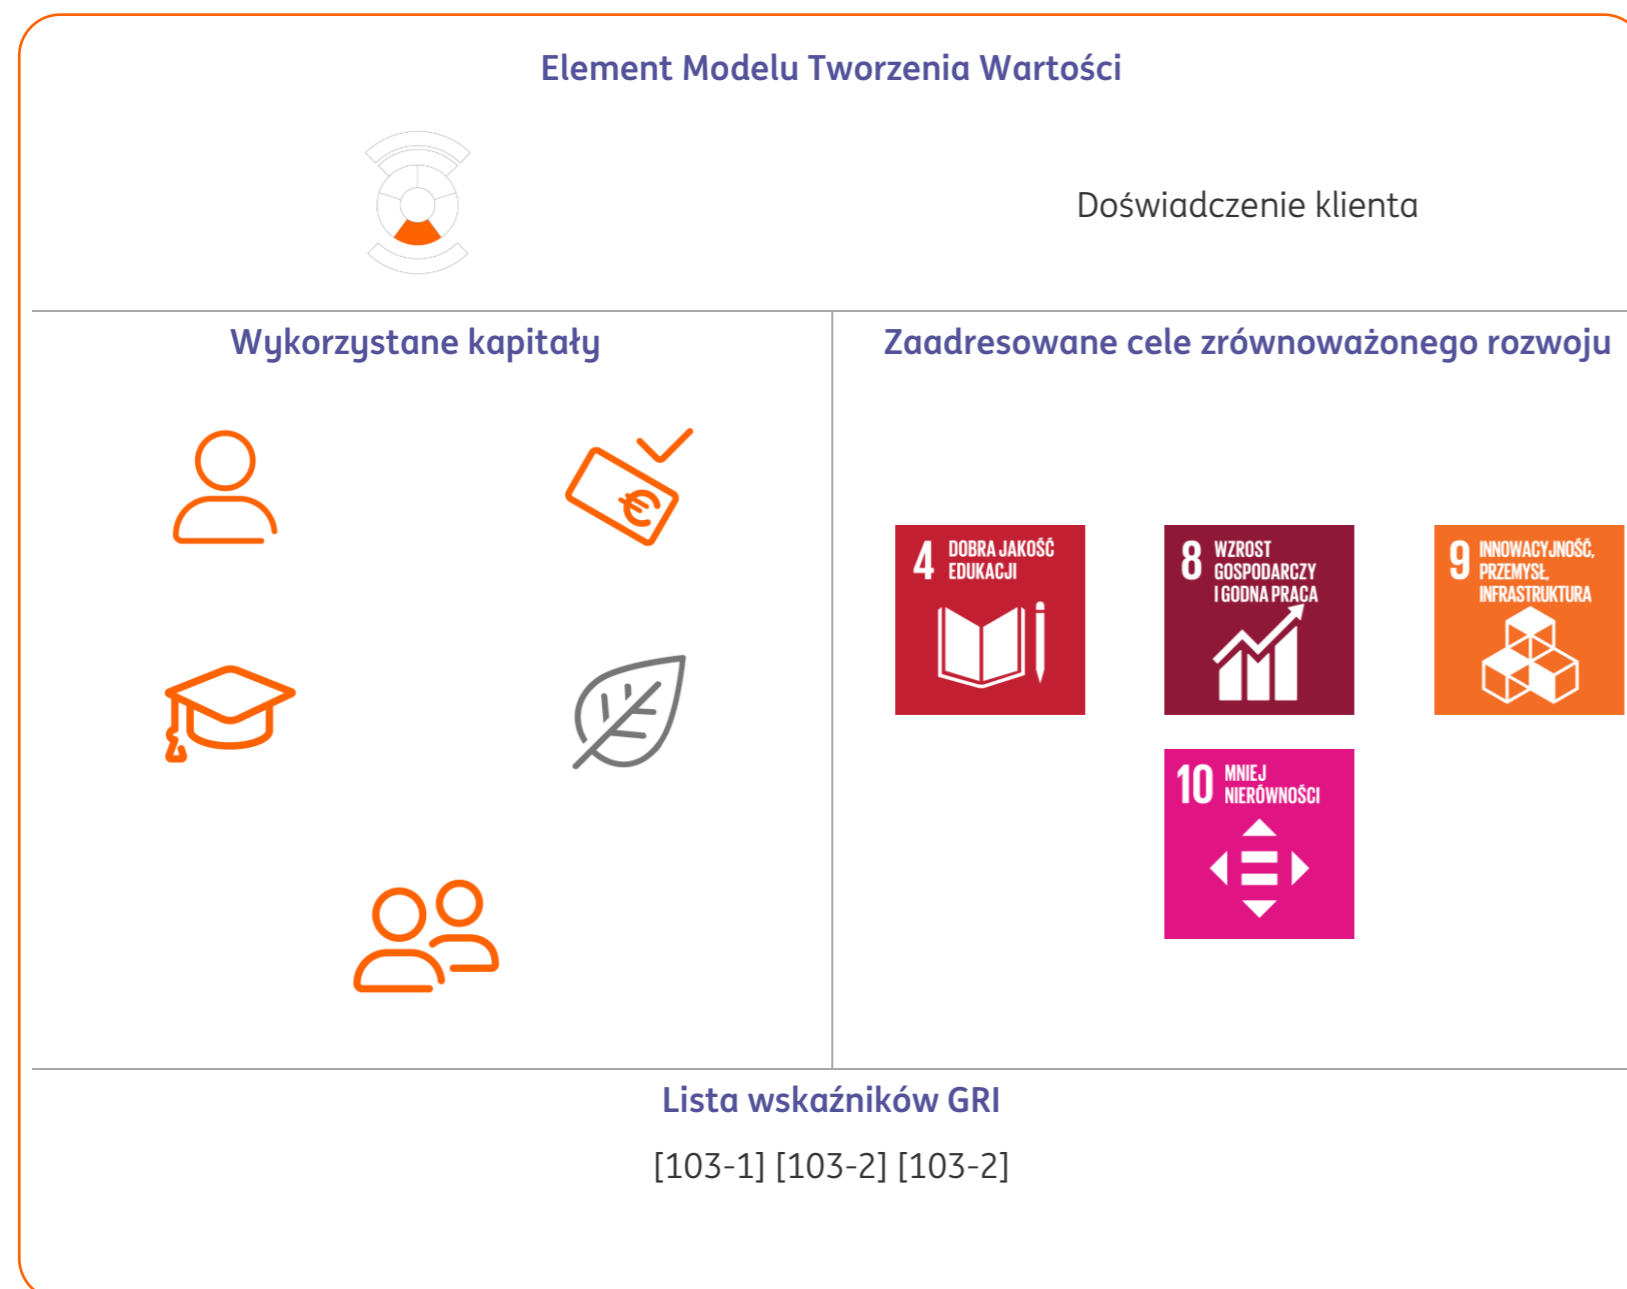 Element Modelu Tworzenia Wartości
Doświadczenie klienta
Wykorzystane kapitały
Zaadresowane cele zrównoważonego rozwoju
€
4 DOBRA JAKOŚĆ
EDUKACJI
8 WZROST
GOSPODARCZY
I GODNA PRACA
9 INNOWACYJNOŚĆ,
PRZEMYSŁ,
INFRASTRUKTURA
10 MNIEJ
NIERÓWNOŚCI
Lista wskaźników GRI
[103-1] [103-2] [103-2]